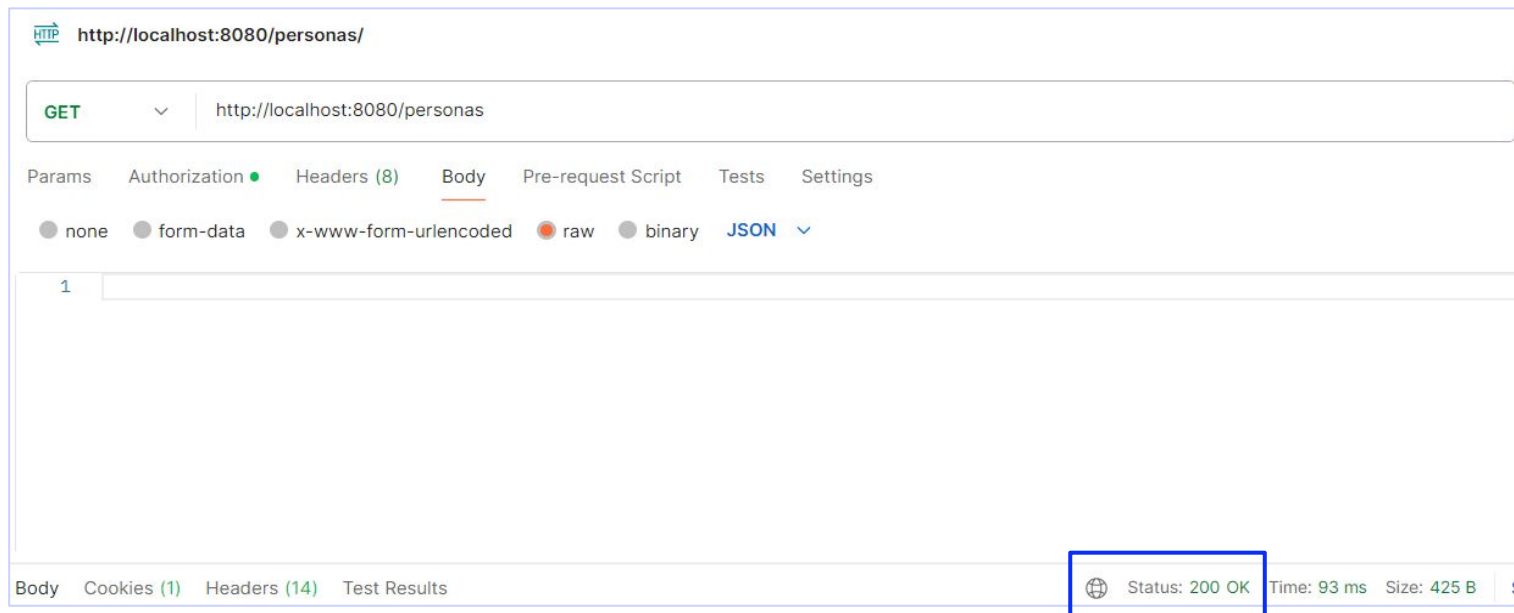 HTTP http://localhost:8080/personas/
GET http://localhost:8080/personas
Params Authorization Headers (8) Body Pre-request Script Tests Settings
none form-data x-www-form-urlencoded raw binary JSON
1
Body Cookies (1) Headers (14) Test Results Status: 200 OK Time: 93 ms Size: 425 B